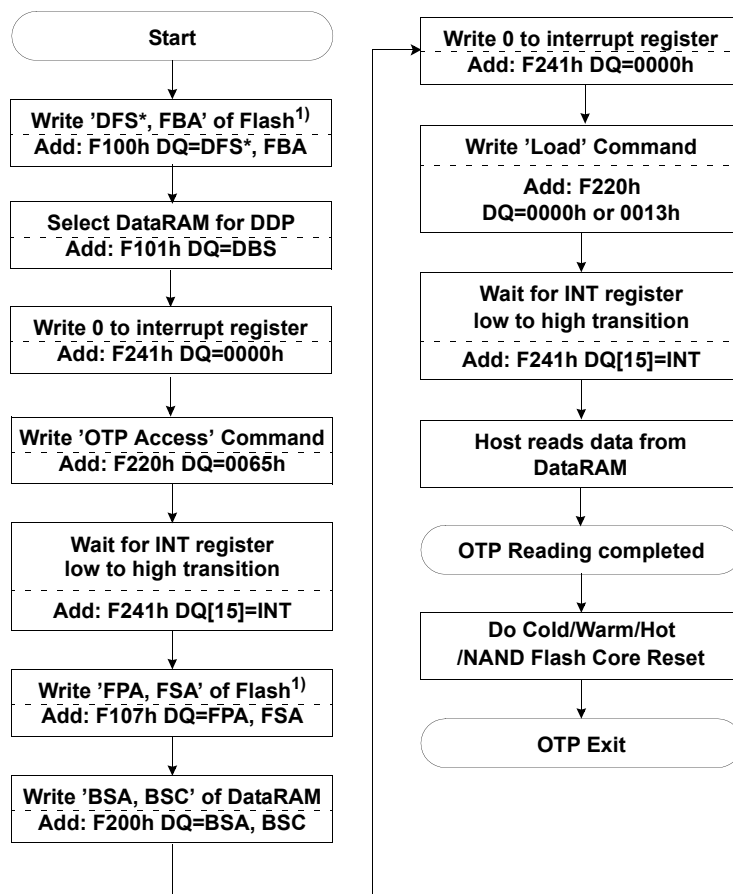 Start
Write 'DFS*, FBA' of Flash1)
Add: F100h DQ=DFS*, FBA
Select DataRAM for DDP
Add: F101h DQ=DBS
Write 0 to interrupt register
Add: F241h DQ=0000h
Write 'OTP Access' Command
Add: F220h DQ=0065h
Wait for INT register
low to high transition
Add: F241h DQ[15]=INT
Write 'FPA, FSA' of Flash1)
Add: F107h DQ=FPA, FSA
Write 'BSA, BSC' of DataRAM
Add: F200h DQ=BSA, BSC
Write 0 to interrupt register
Add: F241h DQ=0000h
Write 'Load' Command
Add: F220h
DQ=0000h or 0013h
Wait for INT register
low to high transition
Add: F241h DQ[15]=INT
Host reads data from
DataRAM
OTP Reading completed
Do Cold/Warm/Hot
/NAND Flash Core Reset
OTP Exit